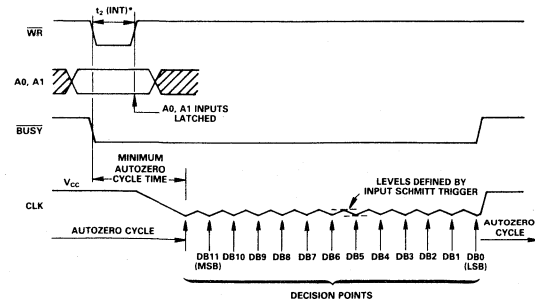 t₂ (INT)*
WR
A0, A1
A0, A1 INPUTS
LATCHED
BUSY
MINIMUM
AUTOZERO
CYCLE TIME
VCC
LEVELS DEFINED BY
INPUT SCHMITT TRIGGER
CLK
AUTOZERO CYCLE
AUTOZERO
CYCLE
DB11 DB10 DB9 DB8 DB7 DB6 DB5 DB4 DB3 DB2 DB1 DB0
(MSB) (LSB)
DECISION POINTS